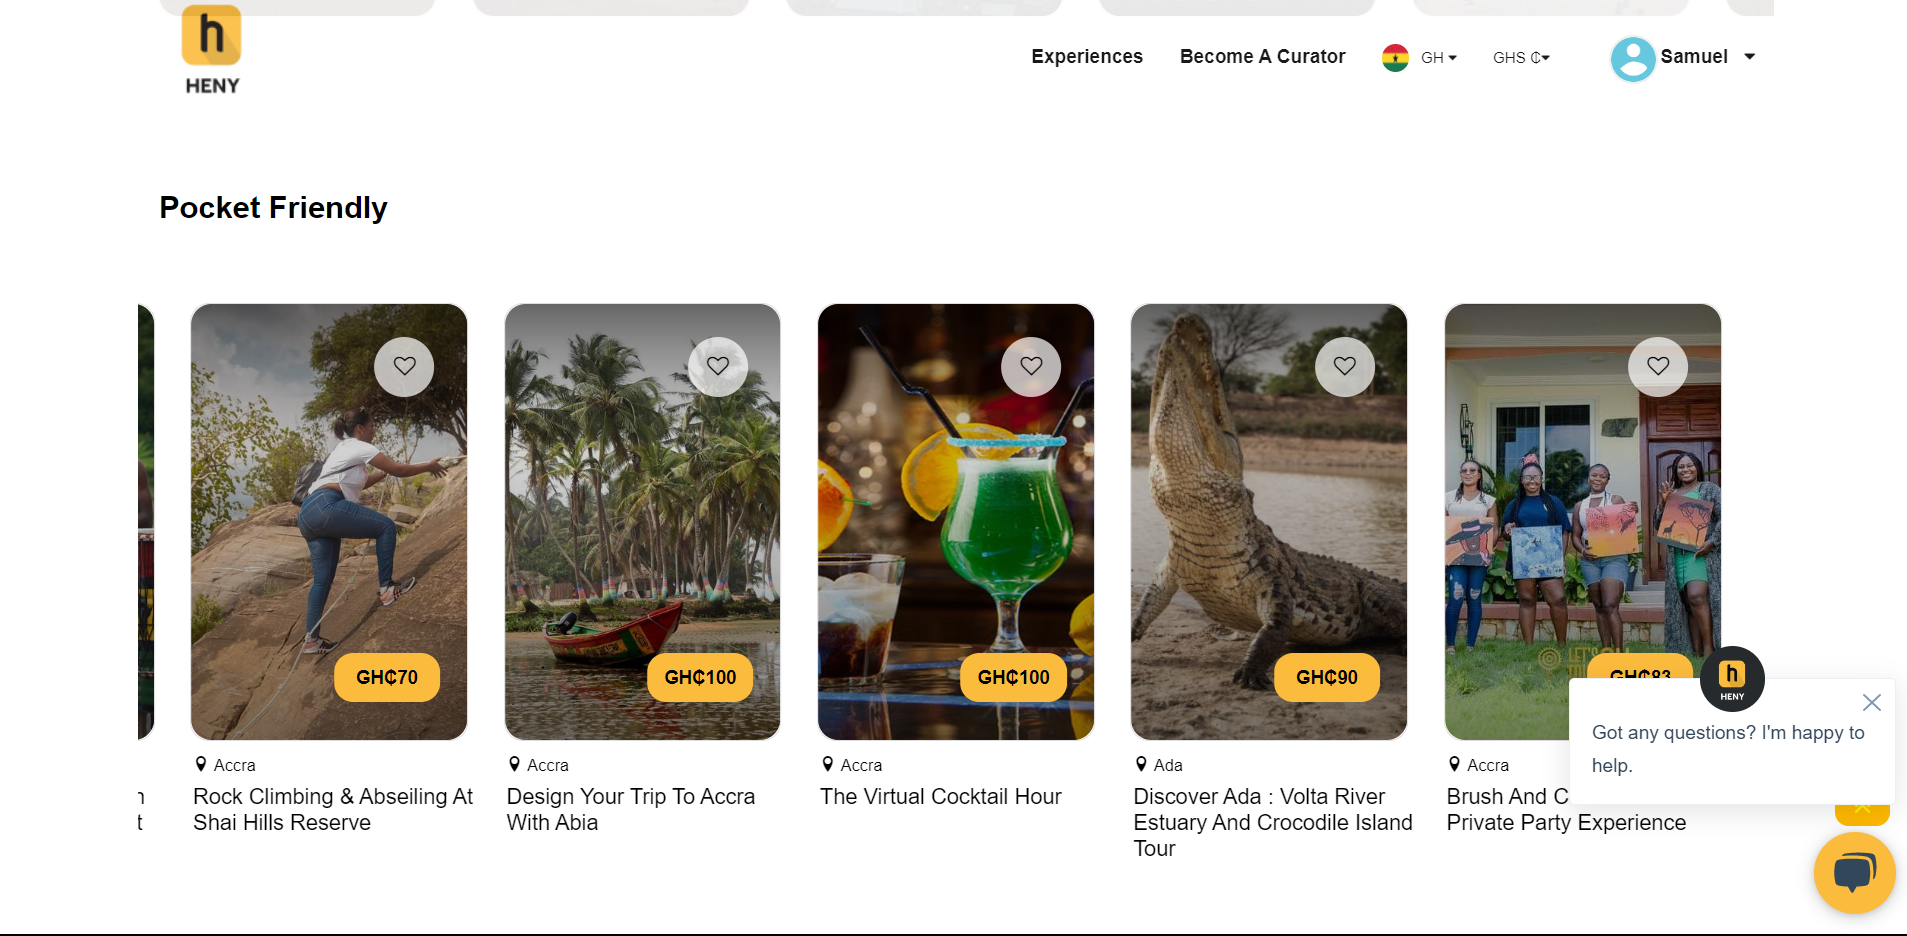 h
HENY
Experiences
Become A Curator
GH
GHS ₵
Samuel
Pocket Friendly
GH₵70
GH₵100
GH₵100
GH₵90
GH₵83
h
HENY
Got any questions? I'm happy to
help.
Accra
Rock Climbing & Abseiling At
Shai Hills Reserve
Accra
Design Your Trip To Accra
With Abia
Accra
The Virtual Cocktail Hour
Ada
Discover Ada : Volta River
Estuary And Crocodile Island
Tour
Accra
Brush And C
Private Party Experience